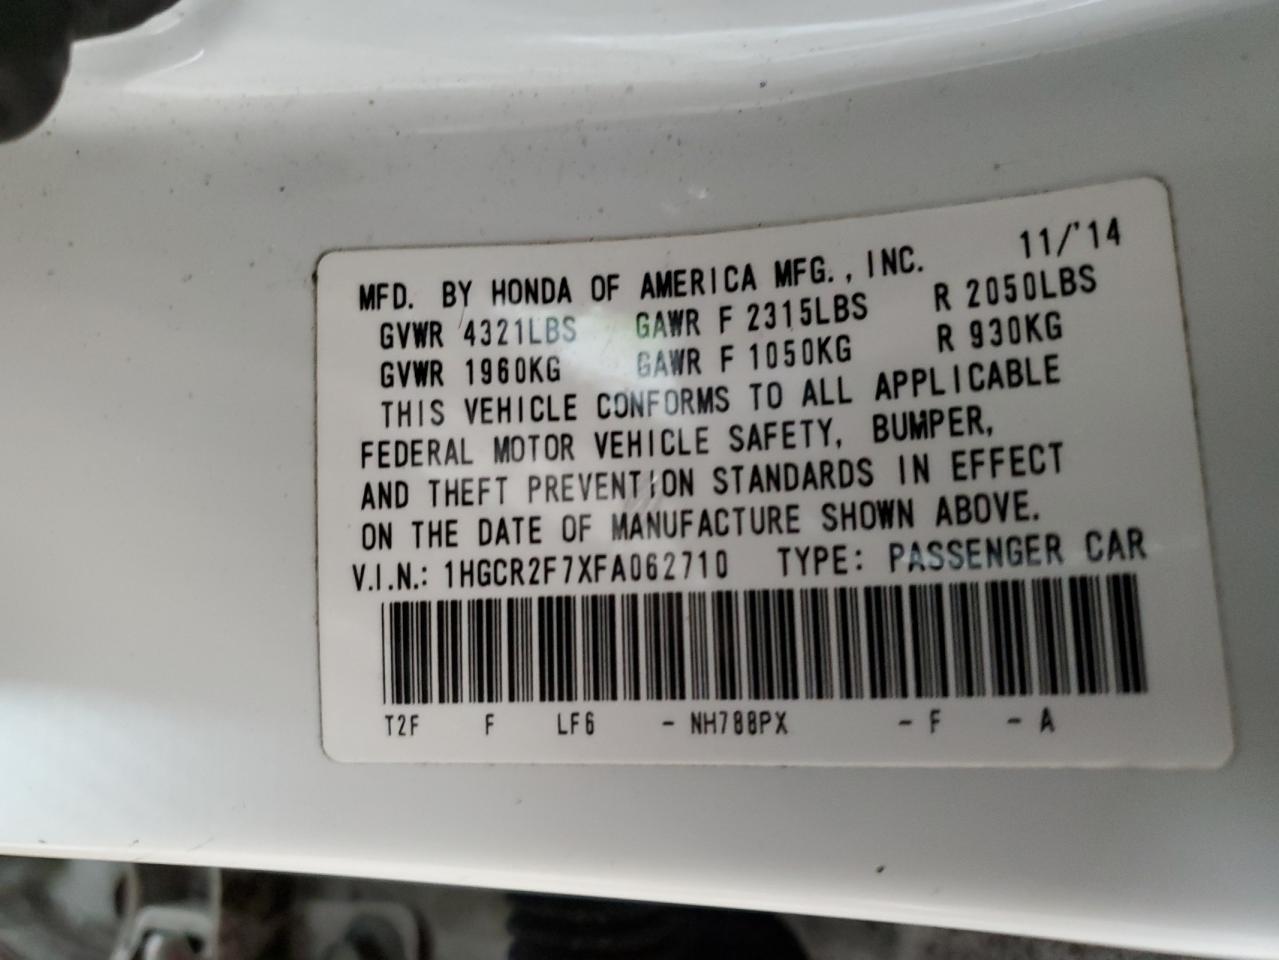 MFD. BY HONDA OF AMERICA MFG., INC. 11/'14
GVWR 4321LBS GAWR F 2315LBS R 2050LBS
GVWR 1960KG GAWR F 1050KG R 930KG
THIS VEHICLE CONFORMS TO ALL APPLICABLE
FEDERAL MOTOR VEHICLE SAFETY, BUMPER,
AND THEFT PREVENTION STANDARDS IN EFFECT
ON THE DATE OF MANUFACTURE SHOWN ABOVE.
V.I.N.: 1HGCR2F7XFA062710 TYPE: PASSENGER CAR
T2F F LF6 - NH788PX - F - A